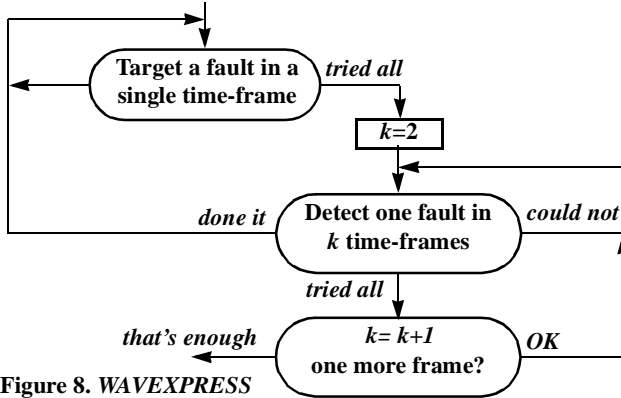 Target a fault in a
single time-frame
tried all
k=2
Detect one fault in
k time-frames
done it
could not
tried all
k= k+1
one more frame?
that's enough
OK
Figure 8. WAVEXPRESS